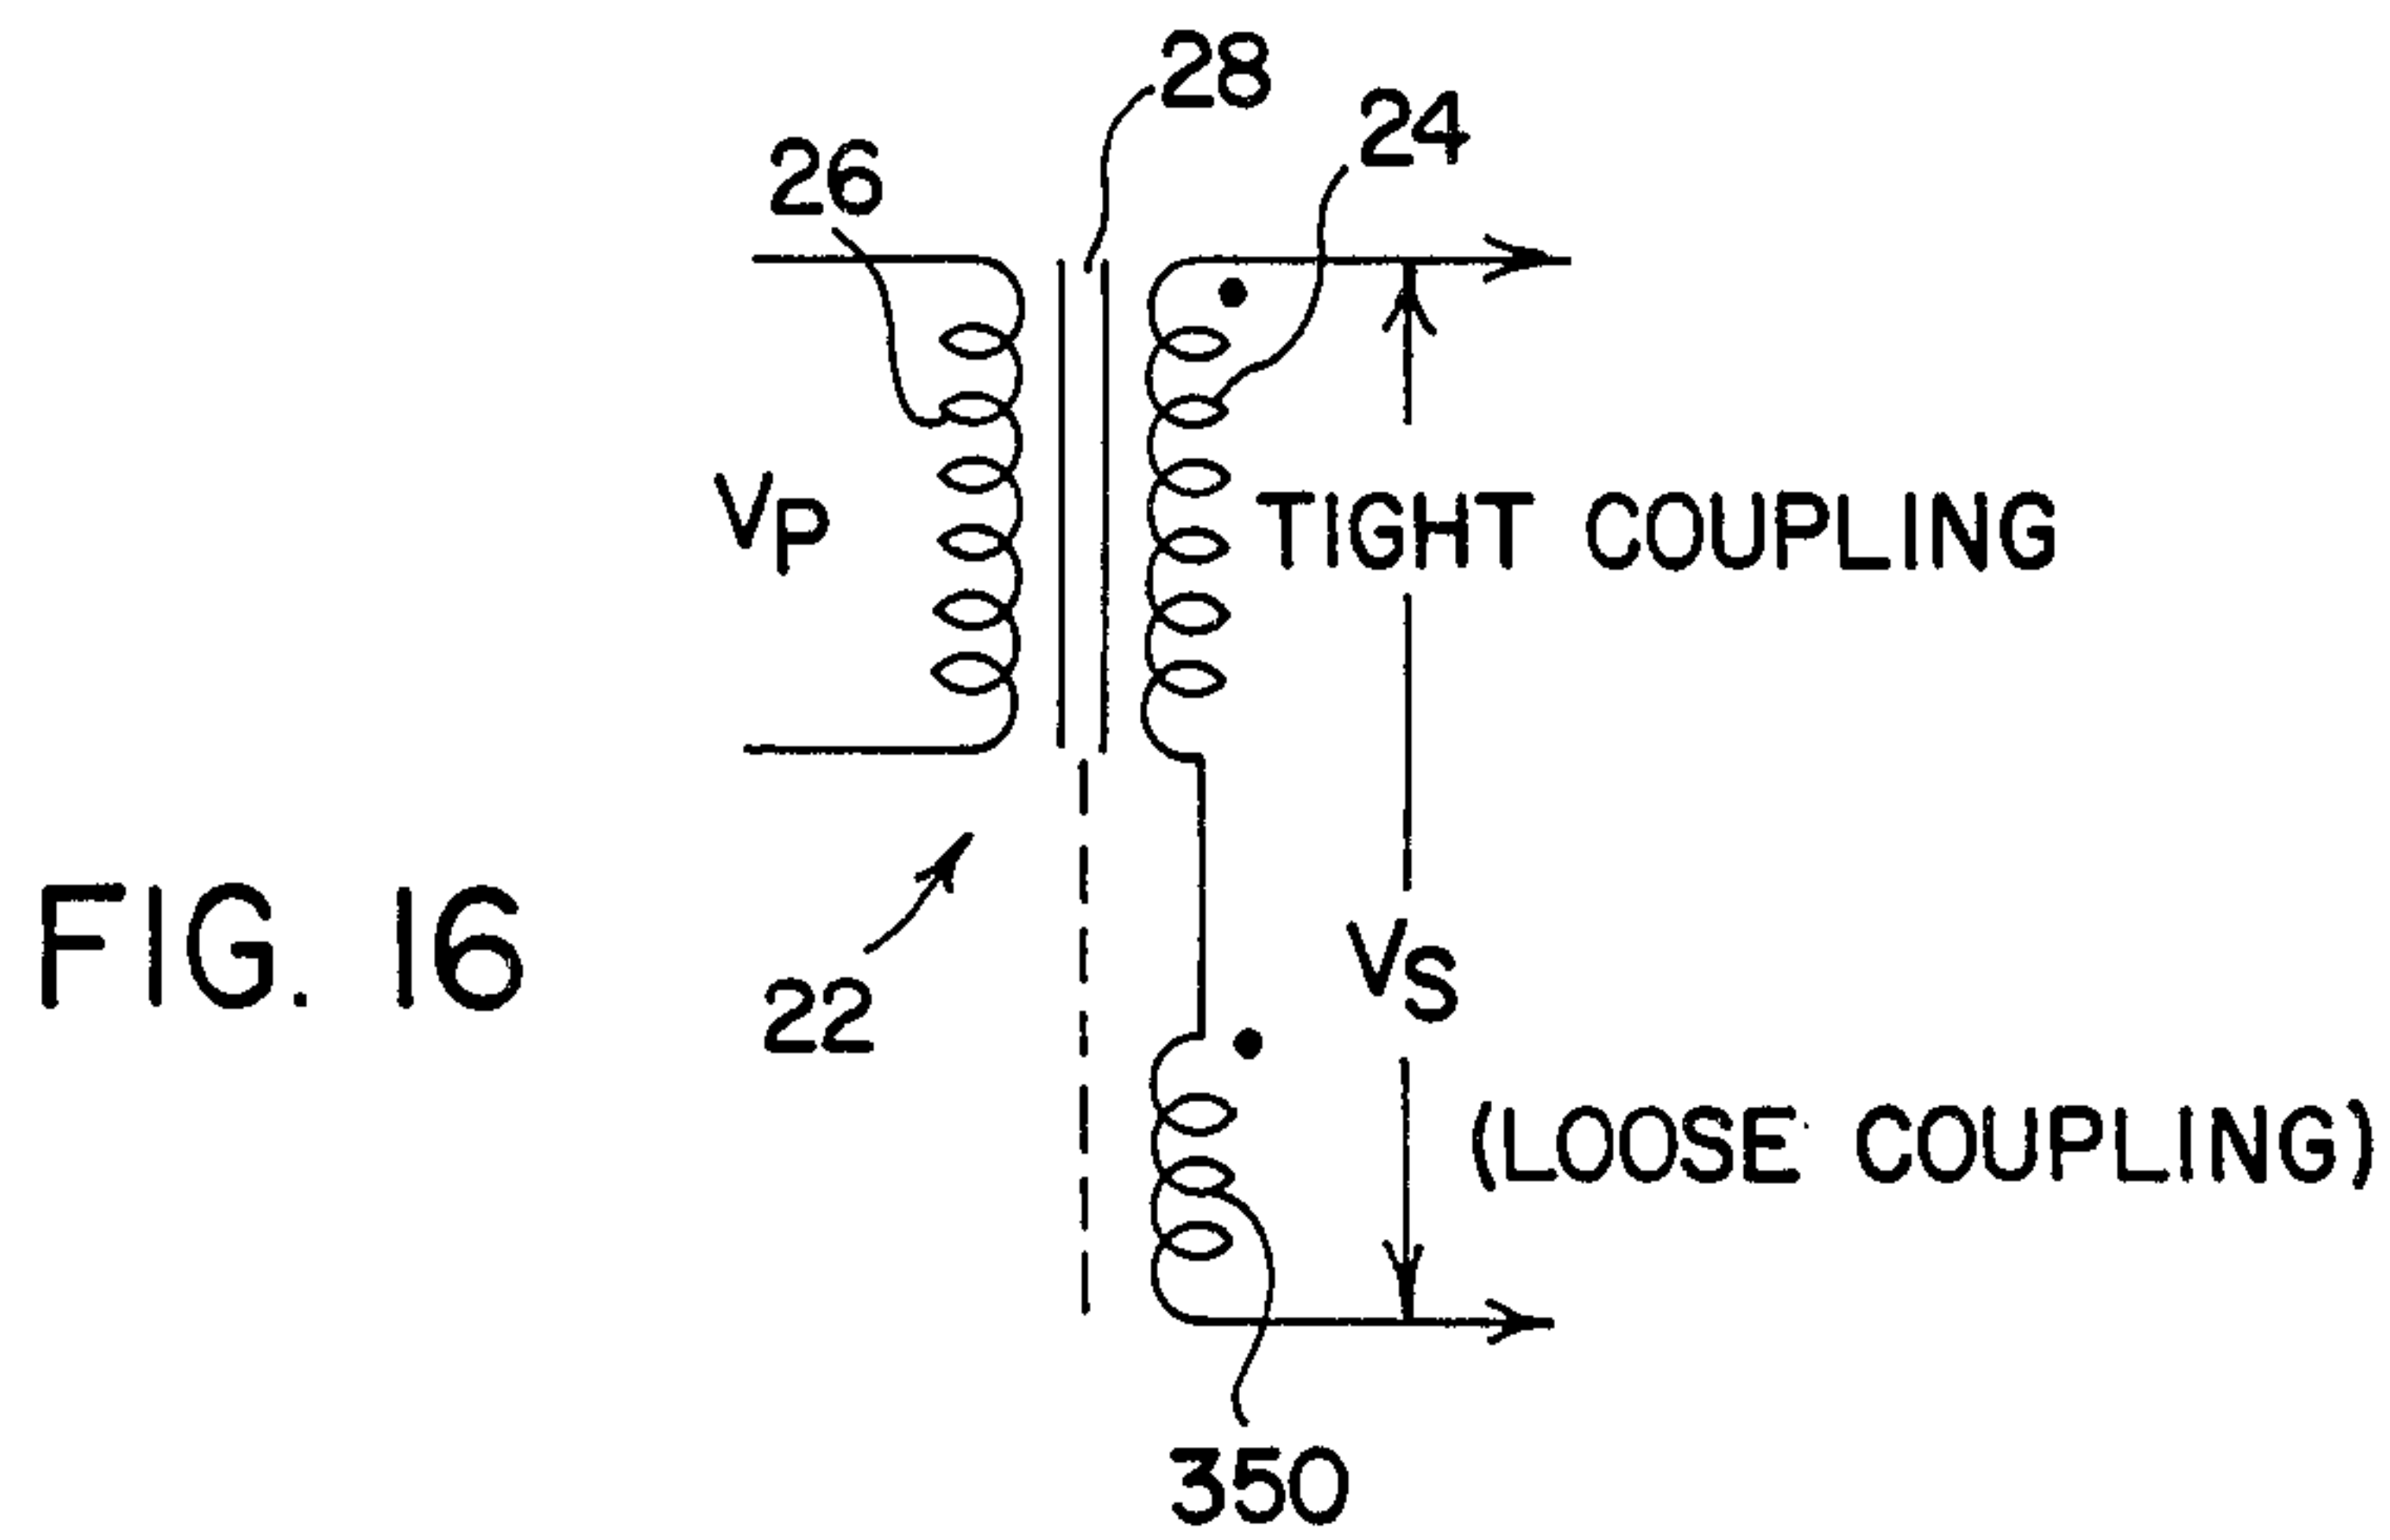 28
24
26
VP
TIGHT COUPLING
FIG. 16
22
VS
(LOOSE COUPLING)
350